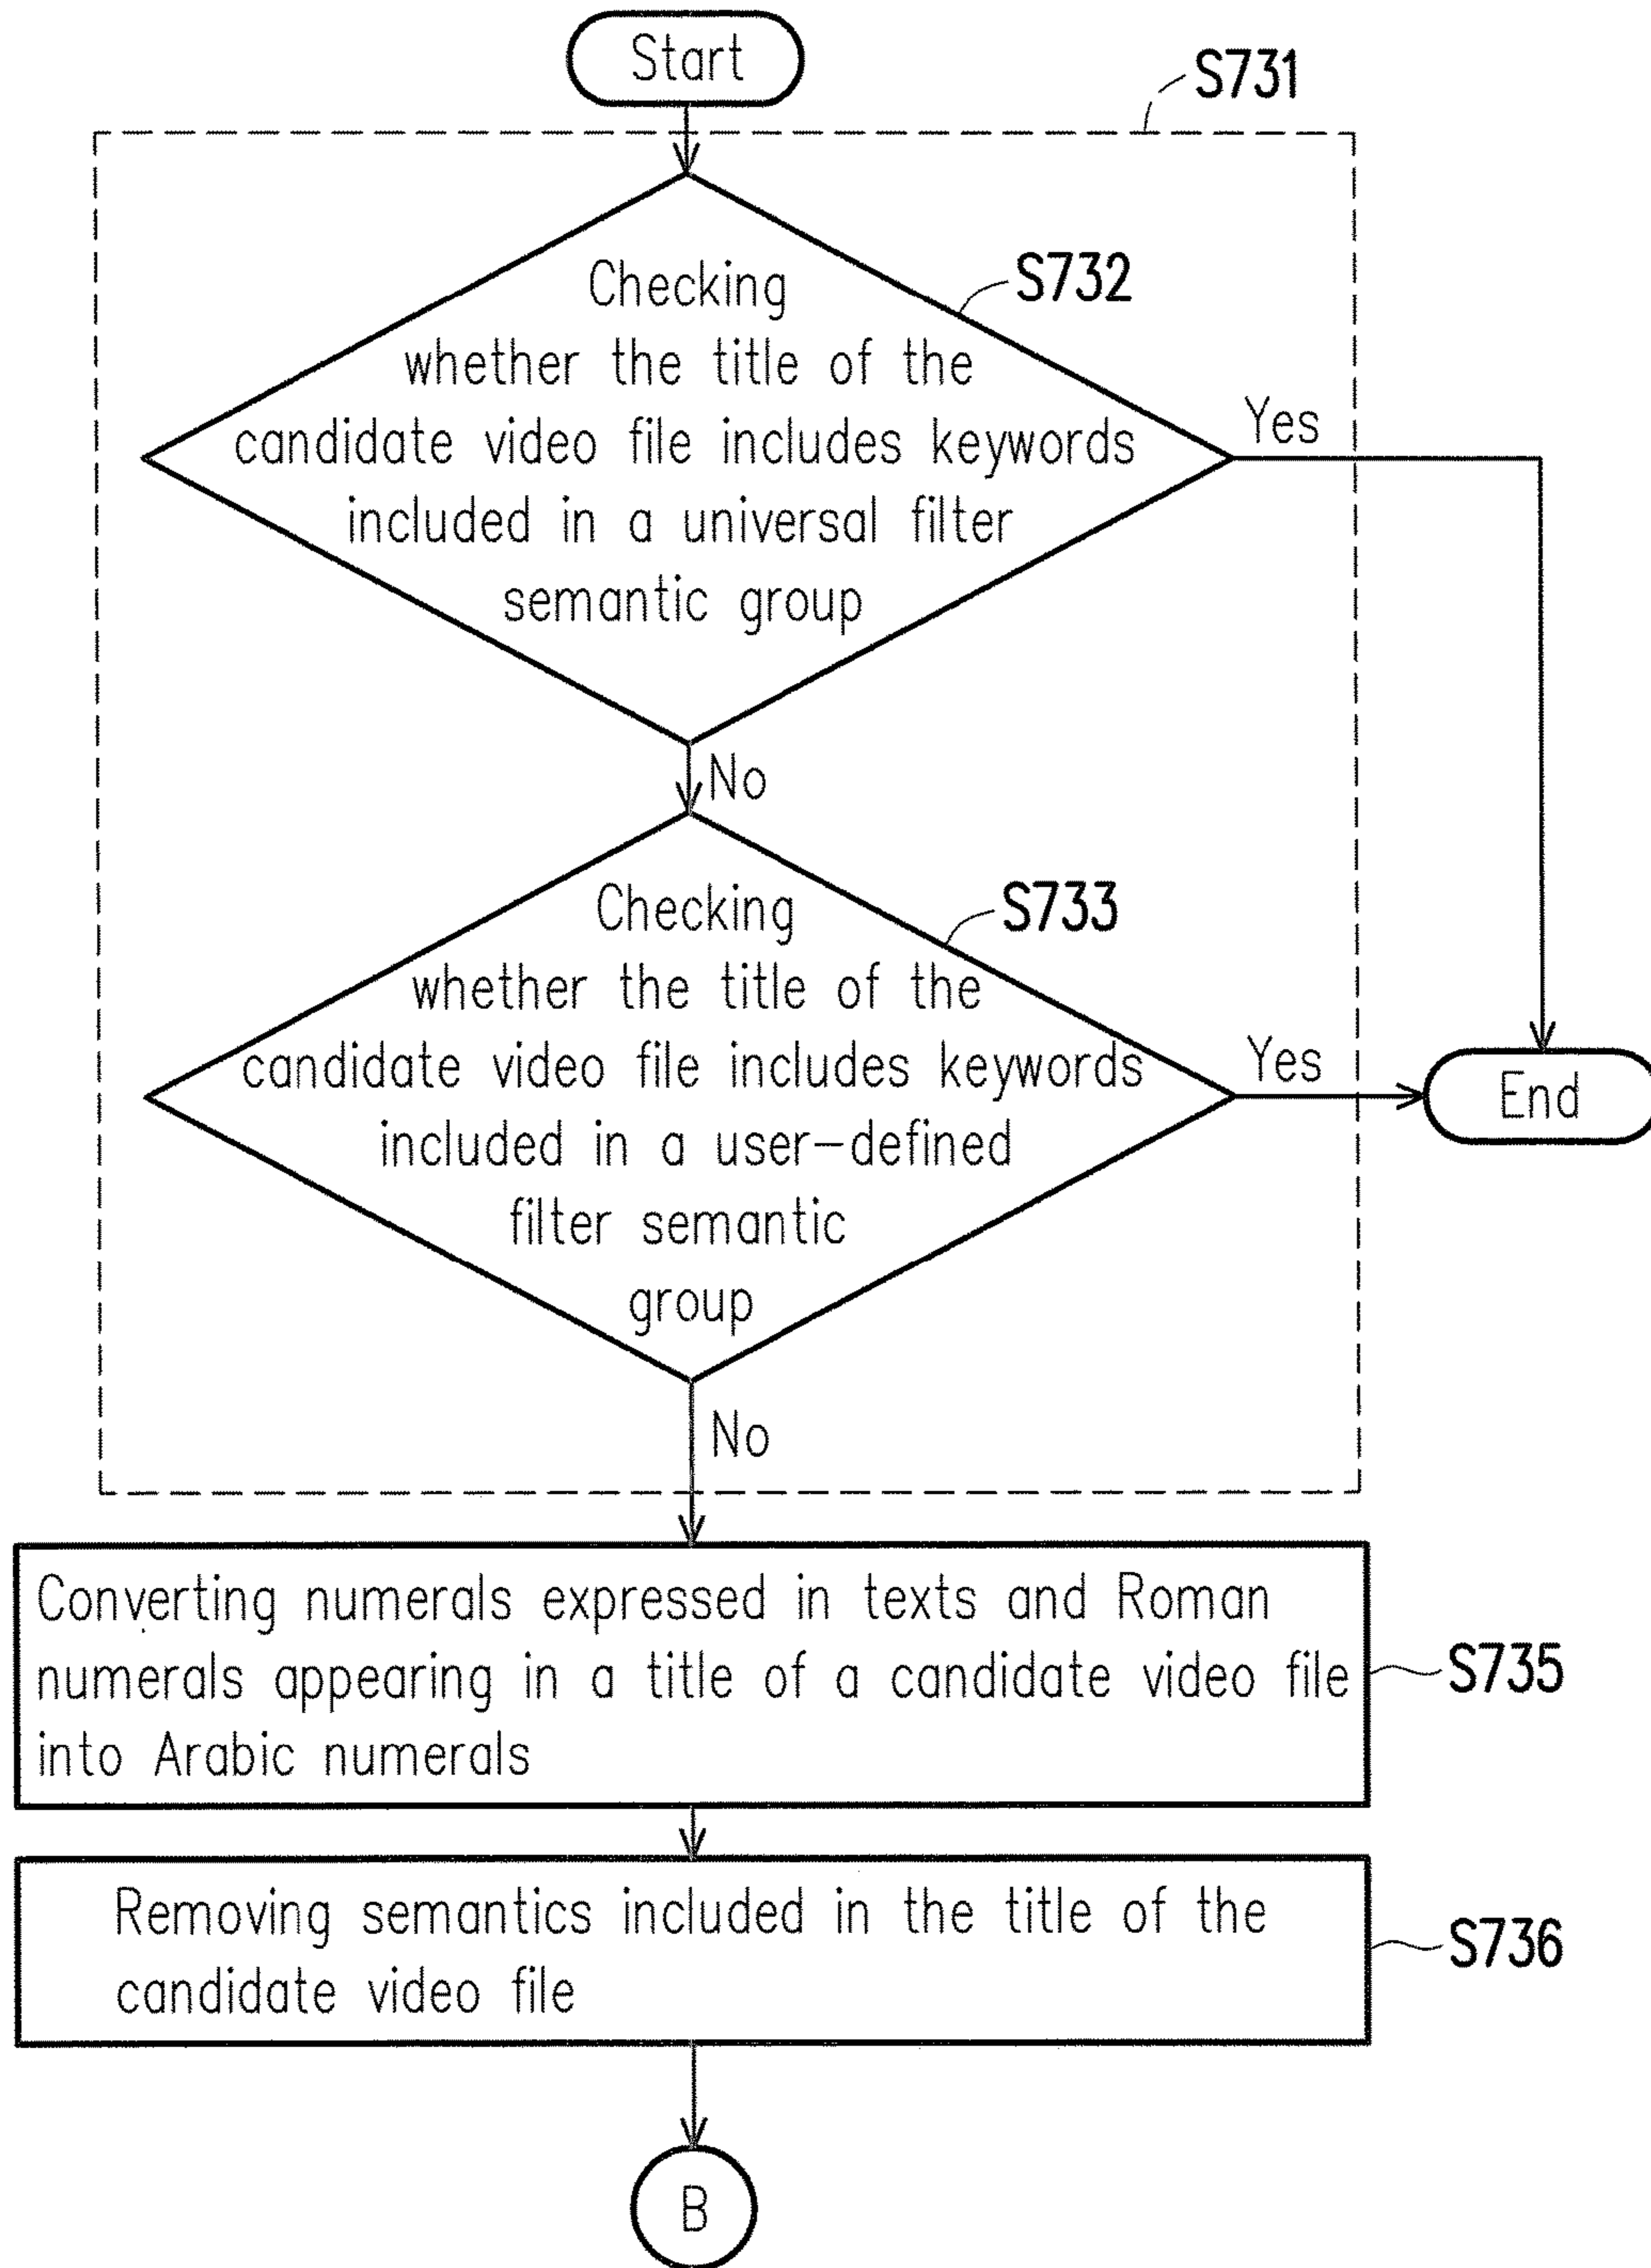 Start
S731
Checking
whether the title of the
candidate video file includes keywords
included in a universal filter
semantic group
S732
Yes
No
Checking
whether the title of the
candidate video file includes keywords
included in a user-defined
filter semantic
group
S733
Yes
End
No
Converting numerals expressed in texts and Roman
numerals appearing in a title of a candidate video file
into Arabic numerals
S735
Removing semantics included in the title of the
candidate video file
S736
B